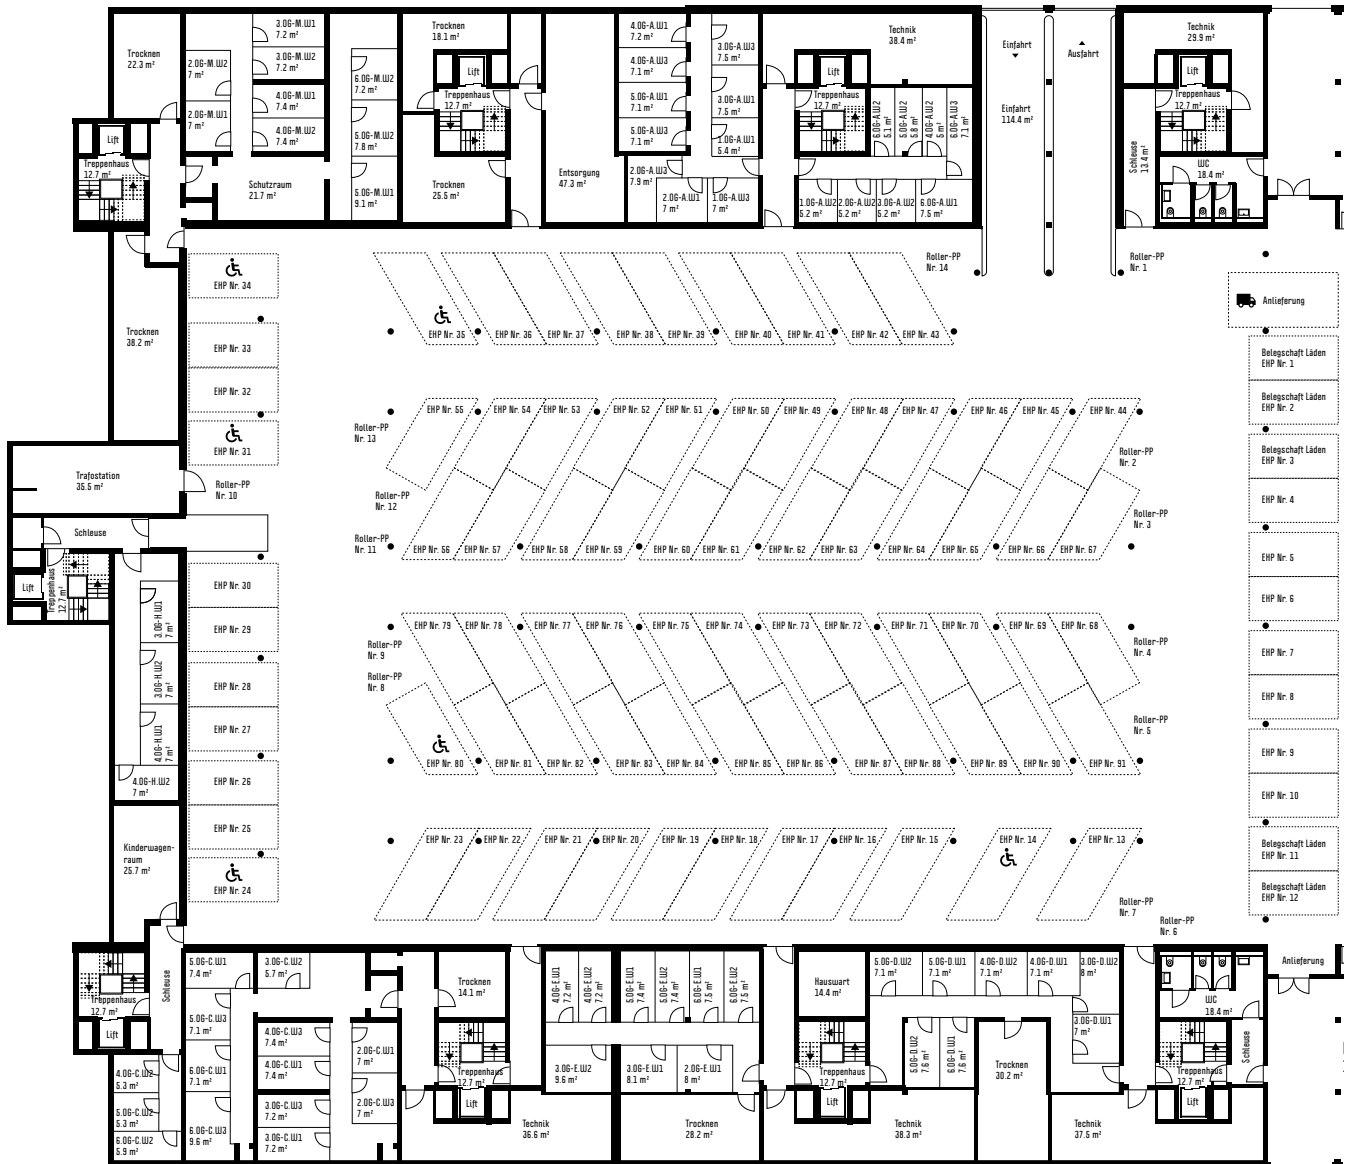 Trocknen
22.3 m²
2.OG-M.W2
7 m²
2.OG-M.W1
7 m²
3.OG-M.W1
7.2 m²
3.OG-M.W2
7.2 m²
4.OG-M.W1
7.4 m²
4.OG-M.W2
7.4 m²
6.OG-M.W2
7.2 m²
5.OG-M.W2
7.8 m²
5.OG-M.W1
9.1 m²
Schutzraum
21.7 m²
Lift
Treppenhaus
12.7 m²
Trocknen
18.1 m²
Lift
Treppenhaus
12.7 m²
Trocknen
25.5 m²
Entsorgung
47.3 m²
4.OG-A.W1
7.2 m²
4.OG-A.W3
7.1 m²
5.OG-A.W1
7.1 m²
5.OG-A.W3
7.1 m²
2.OG-A.W3
7.9 m²
3.OG-A.W3
7.5 m²
3.OG-A.W1
7.5 m²
1.OG-A.W1
5.4 m²
2.OG-A.W1
7 m²
1.OG-A.W3
7 m²
Technik
38.4 m²
Lift
Treppenhaus
12.7 m²
6.OG-A.W2
5.1 m²
5.OG-A.W2
5.8 m²
4.OG-A.W2
5 m²
6.OG-A.W3
7.1 m²
1.OG-A.W2
5.2 m²
2.OG-A.W2
5.2 m²
3.OG-A.W2
5.2 m²
6.OG-A.W1
7.5 m²
Einfahrt
Ausfahrt
Einfahrt
114.4 m²
Technik
29.9 m²
Lift
Treppenhaus
12.7 m²
Schleuse
13.4 m²
WC
18.4 m²
Roller-PP
Nr. 14
Roller-PP
Nr. 1
Anlieferung
EHP Nr. 34
EHP Nr. 35
EHP Nr. 36
EHP Nr. 37
EHP Nr. 38
EHP Nr. 39
EHP Nr. 40
EHP Nr. 41
EHP Nr. 42
EHP Nr. 43
Trocknen
38.2 m²
EHP Nr. 33
EHP Nr. 32
EHP Nr. 31
Belegschaft Läden
EHP Nr. 1
Belegschaft Läden
EHP Nr. 2
Belegschaft Läden
EHP Nr. 3
EHP Nr. 4
EHP Nr. 5
EHP Nr. 6
EHP Nr. 7
EHP Nr. 8
EHP Nr. 9
EHP Nr. 10
Belegschaft Läden
EHP Nr. 11
Belegschaft Läden
EHP Nr. 12
EHP Nr. 55
EHP Nr. 54
EHP Nr. 53
EHP Nr. 52
EHP Nr. 51
EHP Nr. 50
EHP Nr. 49
EHP Nr. 48
EHP Nr. 47
EHP Nr. 46
EHP Nr. 45
EHP Nr. 44
Roller-PP
Nr. 13
Roller-PP
Nr. 2
Trafostation
35.5 m²
Roller-PP
Nr. 10
Roller-PP
Nr. 12
Roller-PP
Nr. 3
Schleuse
Roller-PP
Nr. 11
EHP Nr. 56
EHP Nr. 57
EHP Nr. 58
EHP Nr. 59
EHP Nr. 60
EHP Nr. 61
EHP Nr. 62
EHP Nr. 63
EHP Nr. 64
EHP Nr. 65
EHP Nr. 66
EHP Nr. 67
Lift
Treppenhaus
12.7 m²
3.OG-H.W1
7 m²
3.OG-H.W2
7 m²
4.OG-H.W1
7 m²
4.OG-H.W2
7 m²
EHP Nr. 30
EHP Nr. 29
EHP Nr. 28
EHP Nr. 27
EHP Nr. 26
EHP Nr. 25
EHP Nr. 24
EHP Nr. 79
EHP Nr. 78
EHP Nr. 77
EHP Nr. 76
EHP Nr. 75
EHP Nr. 74
EHP Nr. 73
EHP Nr. 72
EHP Nr. 71
EHP Nr. 70
EHP Nr. 69
EHP Nr. 68
Roller-PP
Nr. 9
Roller-PP
Nr. 4
Roller-PP
Nr. 8
Roller-PP
Nr. 5
EHP Nr. 80
EHP Nr. 81
EHP Nr. 82
EHP Nr. 83
EHP Nr. 84
EHP Nr. 85
EHP Nr. 86
EHP Nr. 87
EHP Nr. 88
EHP Nr. 89
EHP Nr. 90
EHP Nr. 91
Kinderwagen-
raum
25.7 m²
EHP Nr. 23
EHP Nr. 22
EHP Nr. 21
EHP Nr. 20
EHP Nr. 19
EHP Nr. 18
EHP Nr. 17
EHP Nr. 16
EHP Nr. 15
EHP Nr. 14
EHP Nr. 13
Roller-PP
Nr. 7
Roller-PP
Nr. 6
Treppenhaus
12.7 m²
Lift
Schleuse
5.OG-C.W1
7.4 m²
3.OG-C.W2
5.7 m²
5.OG-C.W3
7.1 m²
6.OG-C.W1
7.1 m²
6.OG-C.W3
9.6 m²
4.OG-C.W2
5.3 m²
5.OG-C.W2
5.3 m²
6.OG-C.W2
5.9 m²
4.OG-C.W3
7.4 m²
4.OG-C.W1
7.4 m²
3.OG-C.W3
7.2 m²
3.OG-C.W1
7.2 m²
2.OG-C.W1
7 m²
2.OG-C.W3
7 m²
Trocknen
14.1 m²
Treppenhaus
12.7 m²
Lift
4.OG-E.W1
7.2 m²
4.OG-E.W2
7.2 m²
5.OG-E.W1
7.4 m²
5.OG-E.W2
7.4 m²
6.OG-E.W1
7.5 m²
6.OG-E.W2
7.5 m²
3.OG-E.W2
9.6 m²
3.OG-E.W1
8.1 m²
2.OG-E.W1
8 m²
Technik
36.6 m²
Trocknen
28.2 m²
Hauswart
14.4 m²
Treppenhaus
12.7 m²
Lift
5.OG-D.W2
7.1 m²
5.OG-D.W1
7.1 m²
4.OG-D.W2
7.1 m²
4.OG-D.W1
7.1 m²
3.OG-D.W2
8 m²
3.OG-D.W1
7 m²
6.OG-D.W2
7.6 m²
6.OG-D.W1
7.6 m²
Trocknen
30.2 m²
Technik
38.3 m²
Technik
37.5 m²
WC
18.4 m²
Schleuse
Treppenhaus
12.7 m²
Lift
Anlieferung